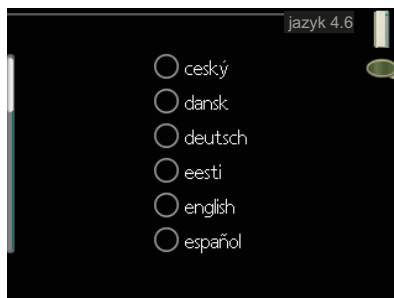 jazyk 4.6
ceský
dansk
deutsch
eesti
english
español